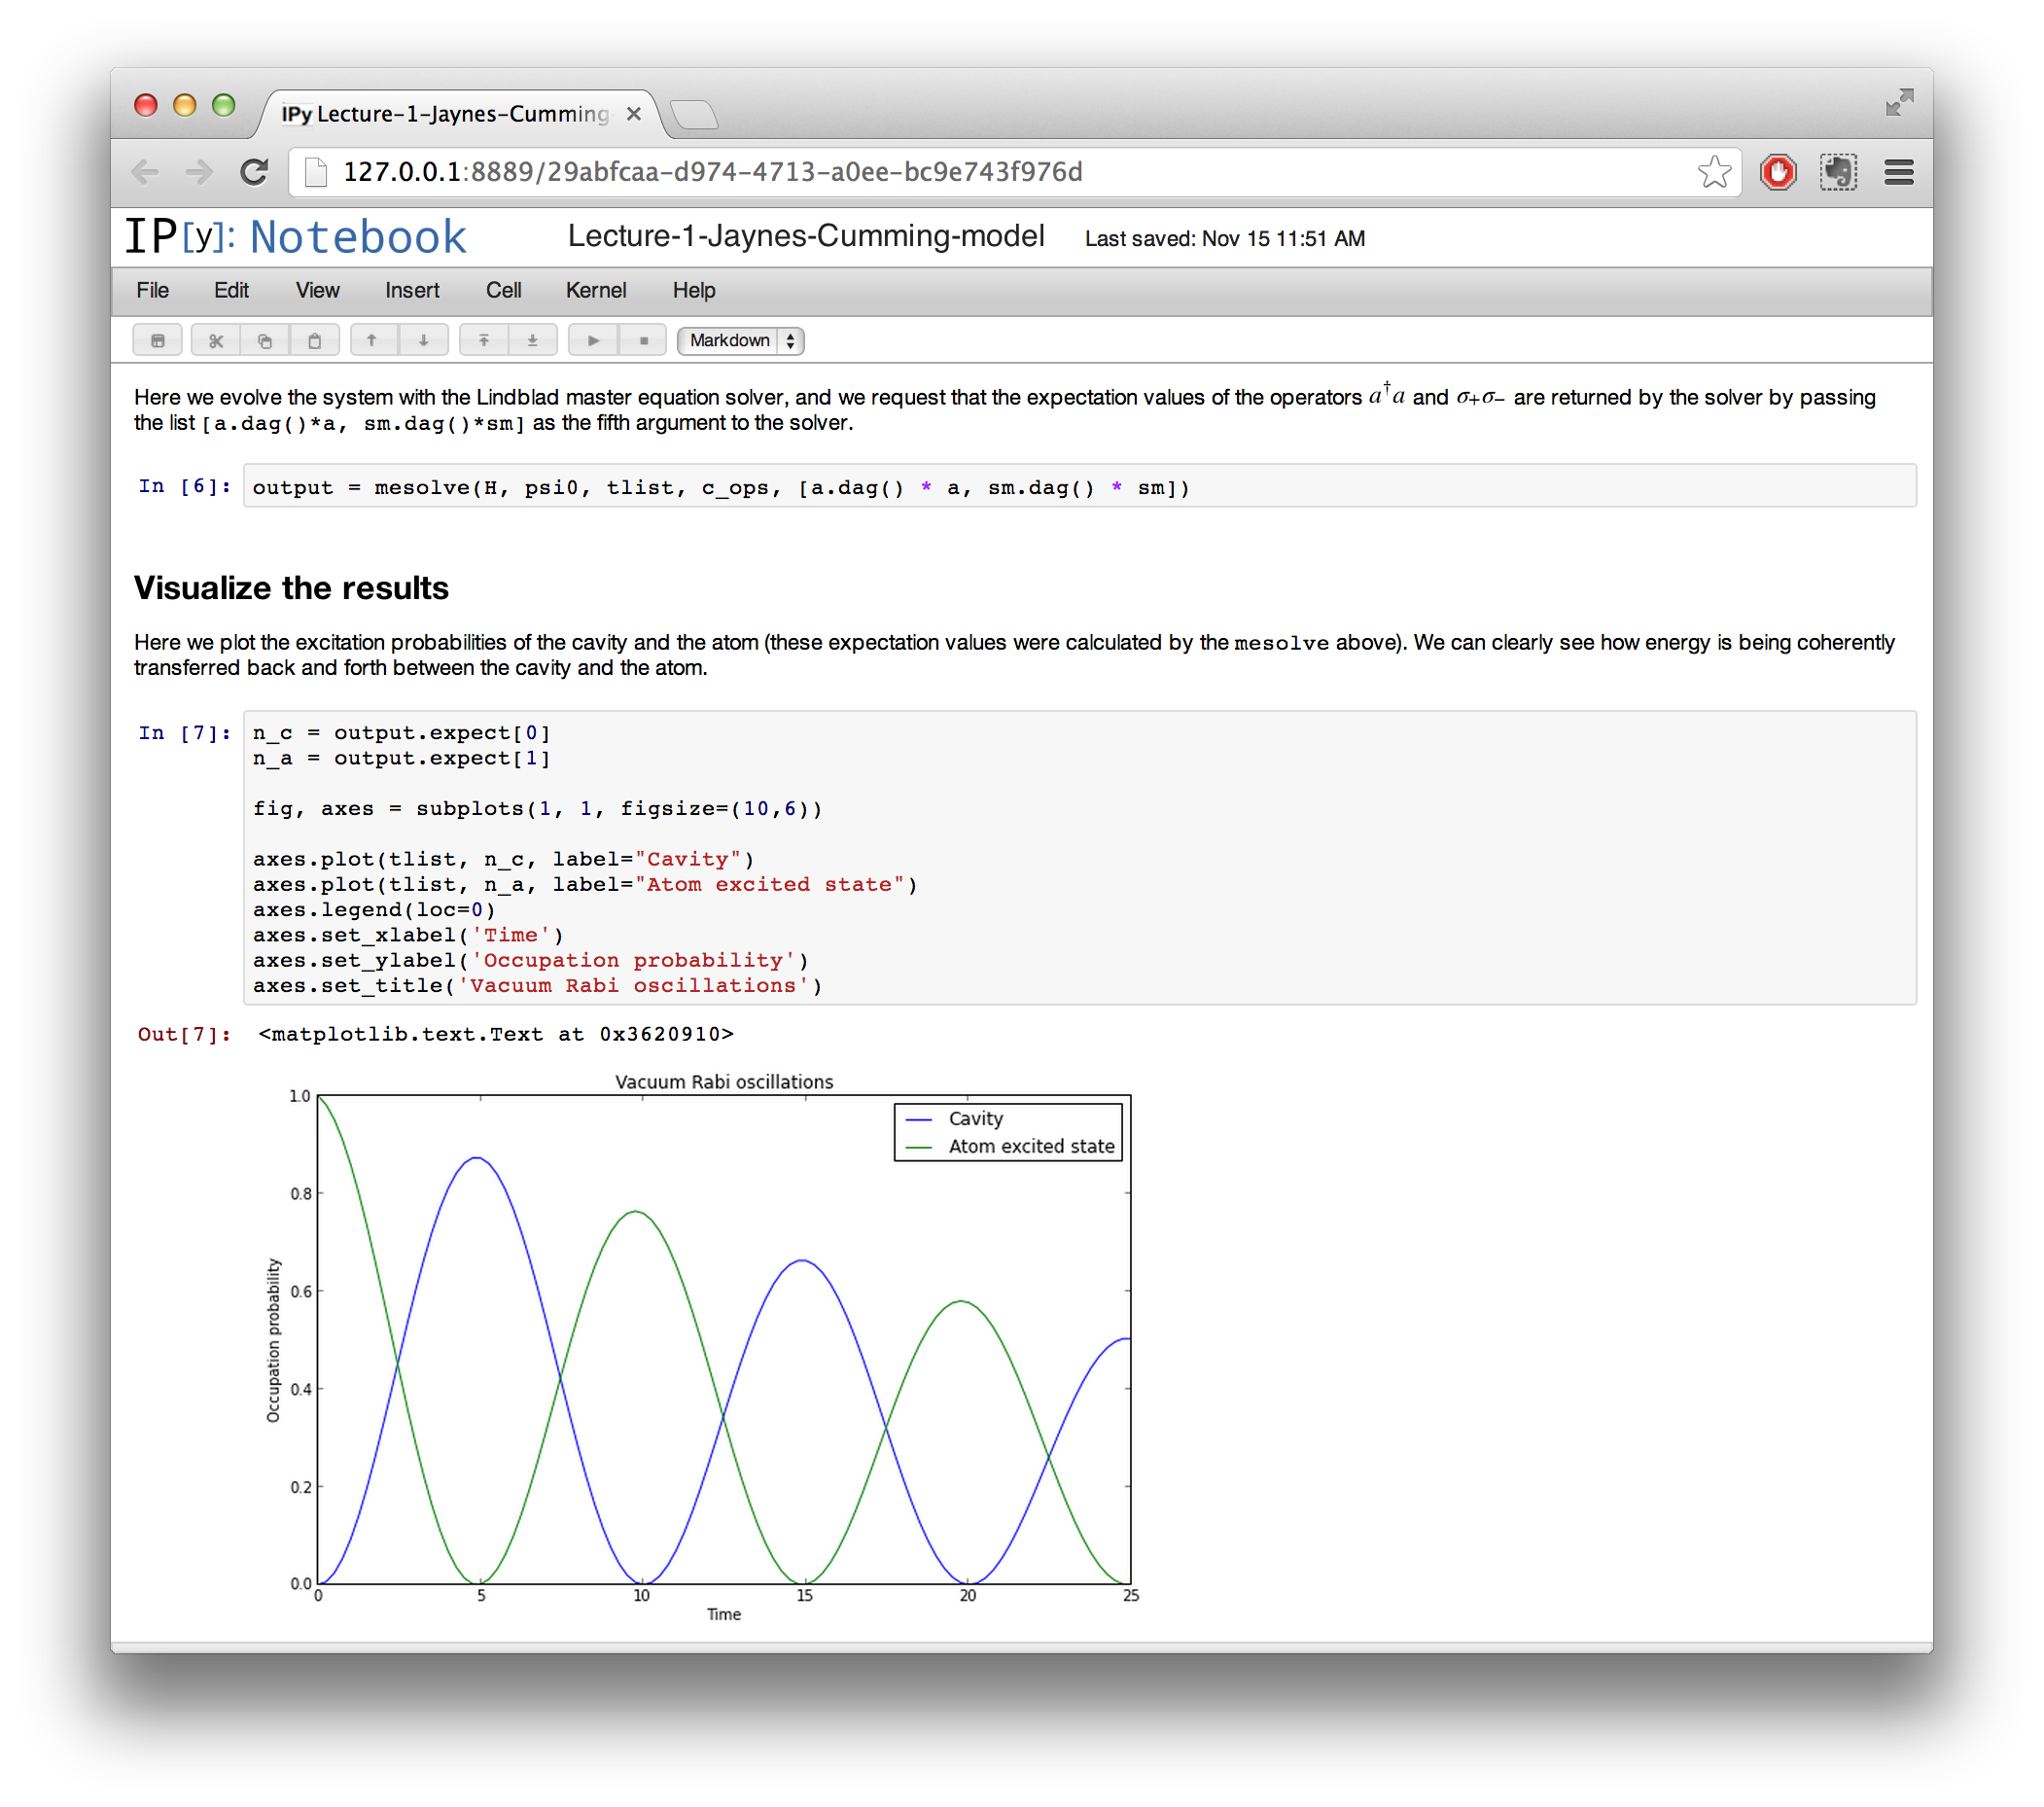 IPy Lecture-1-Jaynes-Cumming
127.0.0.1:8889/29abfcaa-d974-4713-a0ee-bc9e743f976d
IP[y]: Notebook Lecture-1-Jaynes-Cumming-model Last saved: Nov 15 11:51 AM
File Edit View Insert Cell Kernel Help
Markdown
Here we evolve the system with the Lindblad master equation solver, and we request that the expectation values of the operators a†a and σ+σ− are returned by the solver by passing
the list [a.dag()*a, sm.dag()*sm] as the fifth argument to the solver.
In [6]: output = mesolve(H, psi0, tlist, c_ops, [a.dag() * a, sm.dag() * sm])
Visualize the results
Here we plot the excitation probabilities of the cavity and the atom (these expectation values were calculated by the mesolve above). We can clearly see how energy is being coherently
transferred back and forth between the cavity and the atom.
In [7]: n_c = output.expect[0]
n_a = output.expect[1]
fig, axes = subplots(1, 1, figsize=(10,6))
axes.plot(tlist, n_c, label="Cavity")
axes.plot(tlist, n_a, label="Atom excited state")
axes.legend(loc=0)
axes.set_xlabel('Time')
axes.set_ylabel('Occupation probability')
axes.set_title('Vacuum Rabi oscillations')
Out[7]: <matplotlib.text.Text at 0x3620910>
Vacuum Rabi oscillations
Cavity
Atom excited state
Occupation probability
1.0
0.8
0.6
0.4
0.2
0.0
0 5 10 15 20 25
Time